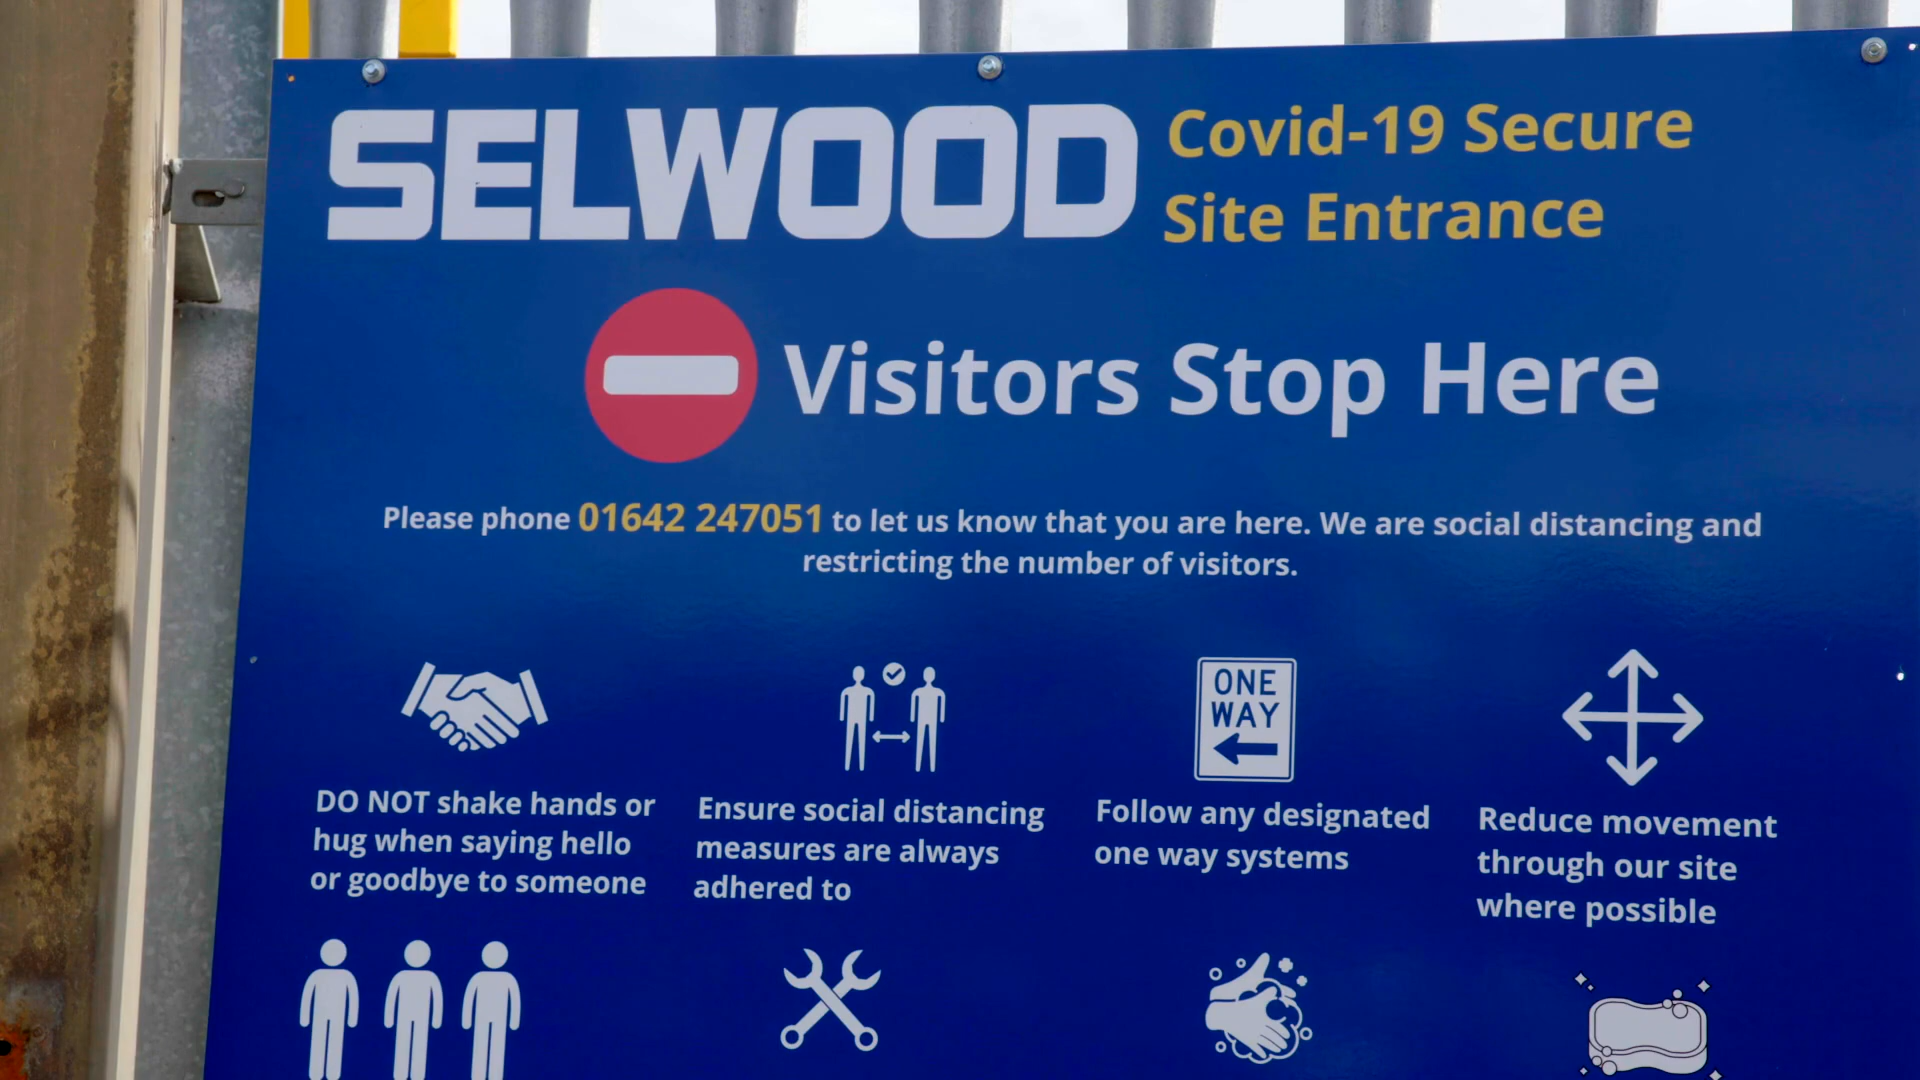 SELWOOD
Covid-19 Secure
Site Entrance
Visitors Stop Here
Please phone 01642 247051 to let us know that you are here. We are social distancing and
restricting the number of visitors.
DO NOT shake hands or
hug when saying hello
or goodbye to someone
Ensure social distancing
measures are always
adhered to
ONE
WAY
Follow any designated
one way systems
Reduce movement
through our site
where possible